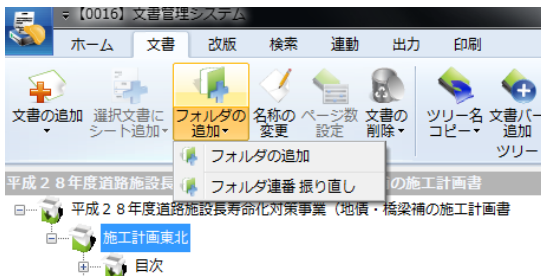 【0016】文書管理システム
ホーム 文書 改版 検索 連動 出力 印刷
文書の追加 選択文書にシート追加 フォルダの追加 名称の変更 ページ数設定 文書の削除 ツリー名コピー 文書バー追加
ツリー
フォルダの追加
フォルダ連番 振り直し
平成２８年度道路施設長 の施工計画書
平成２８年度道路施設長寿命化対策事業（地債・橋梁補の施工計画書
施工計画東北
目次